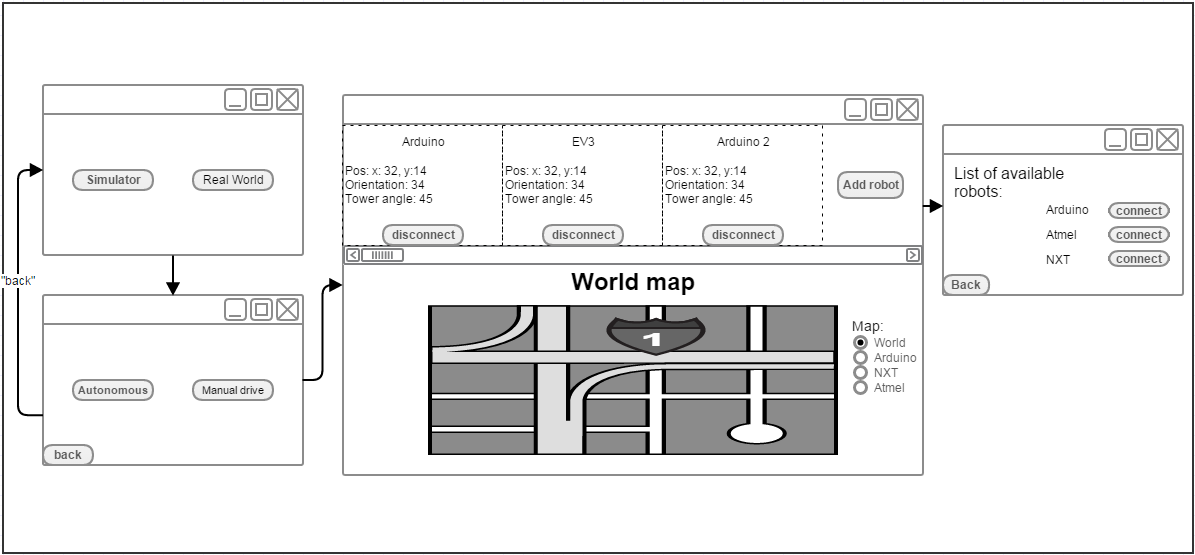 Simulator
Real World
"back"
Autonomous
Manual drive
back
Arduino
Pos: x: 32, y:14
Orientation: 34
Tower angle: 45
disconnect
EV3
Pos: x: 32, y:14
Orientation: 34
Tower angle: 45
disconnect
Arduino 2
Pos: x: 32, y:14
Orientation: 34
Tower angle: 45
disconnect
Add robot
World map
1
Map:
World
Arduino
NXT
Atmel
List of available
robots:
Arduino connect
Atmel connect
NXT connect
Back